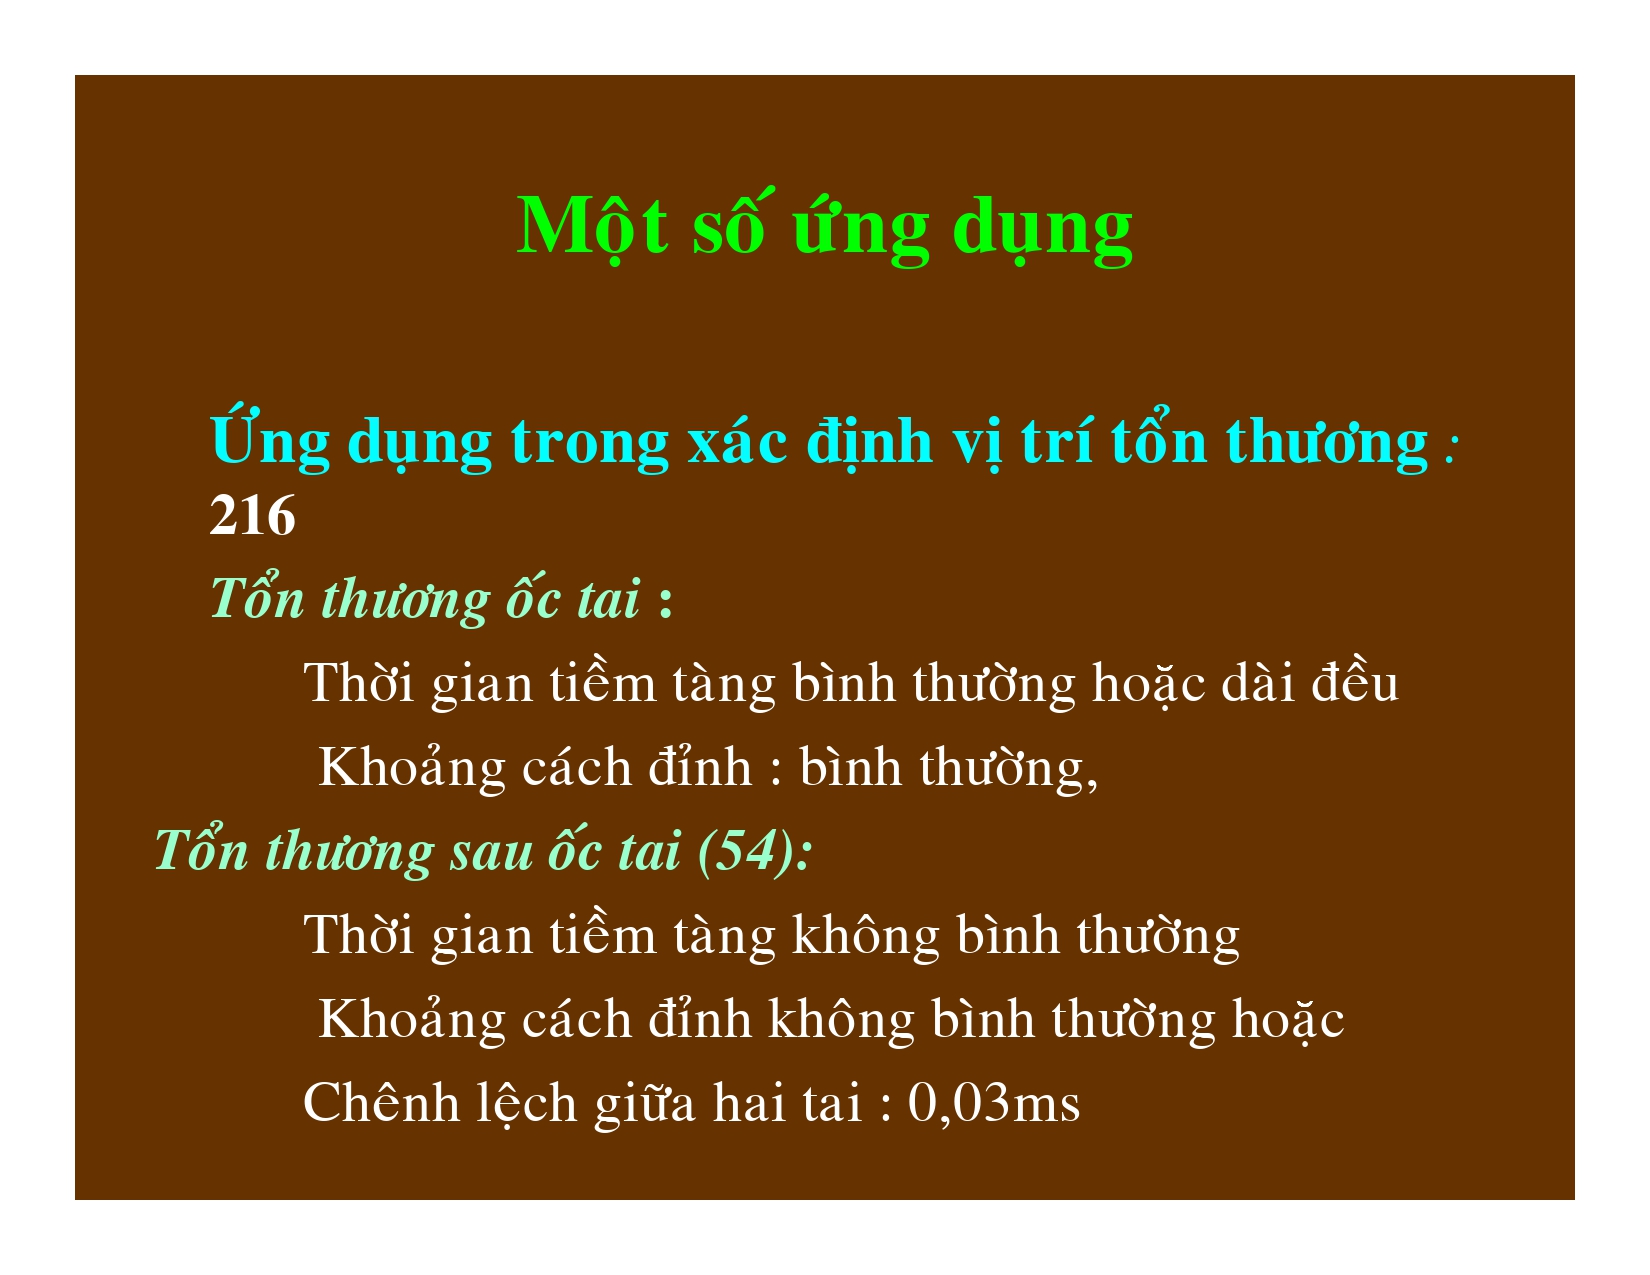 Một số ứng dụng
Ứng dụng trong xác định vị trí tổn thương :
216
Tổn thương ốc tai :
Thời gian tiềm tàng bình thường hoặc dài đều
Khoảng cách đỉnh : bình thường,
Tổn thương sau ốc tai (54):
Thời gian tiềm tàng không bình thường
Khoảng cách đỉnh không bình thường hoặc
Chênh lệch giữa hai tai : 0,03ms